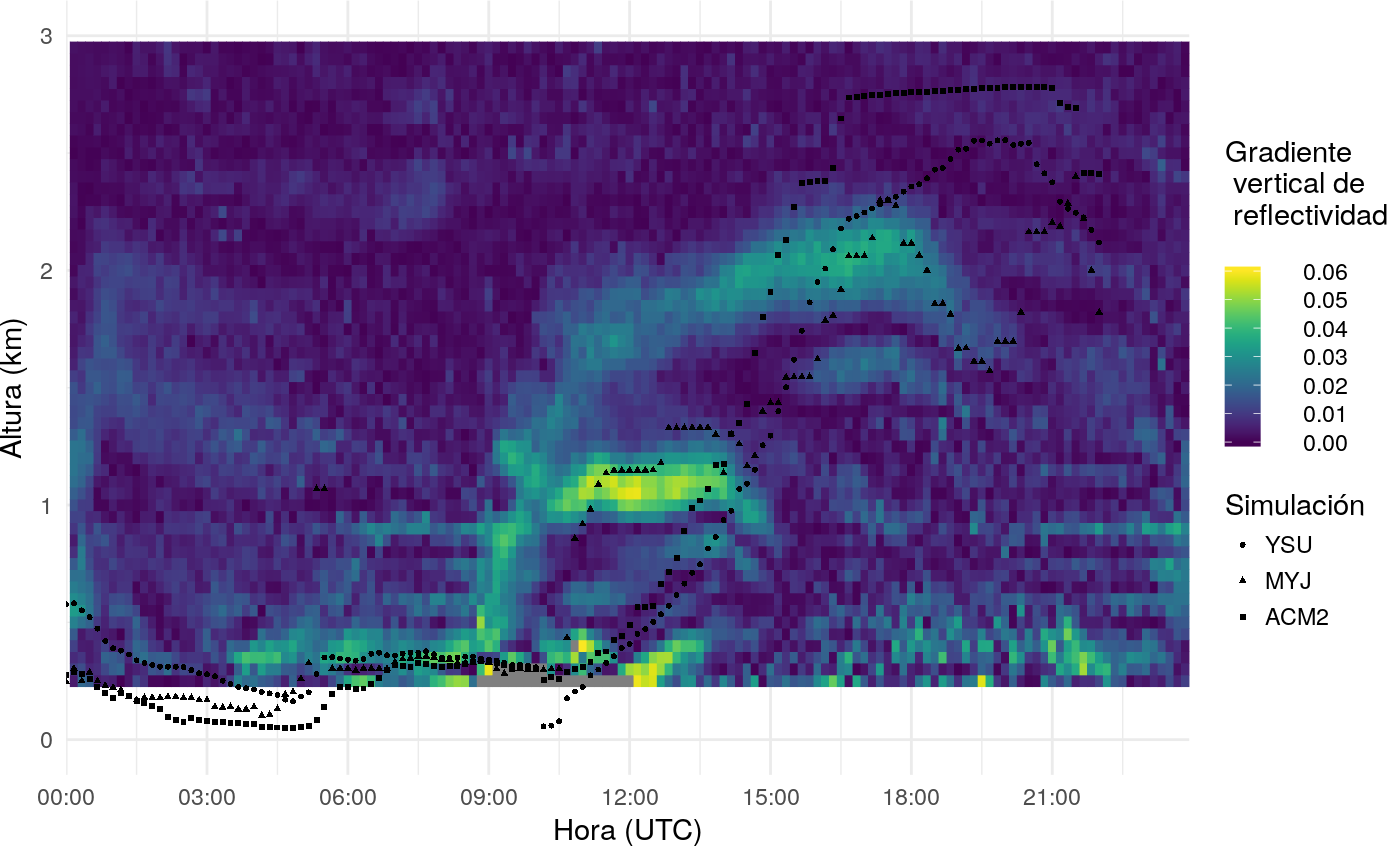 3
2
1
0
Altura (km)
00:00
03:00
06:00
09:00
12:00
15:00
18:00
21:00
Hora (UTC)
Gradiente
vertical de
reflectividad
0.06
0.05
0.04
0.03
0.02
0.01
0.00
Simulación
YSU
MYJ
ACM2